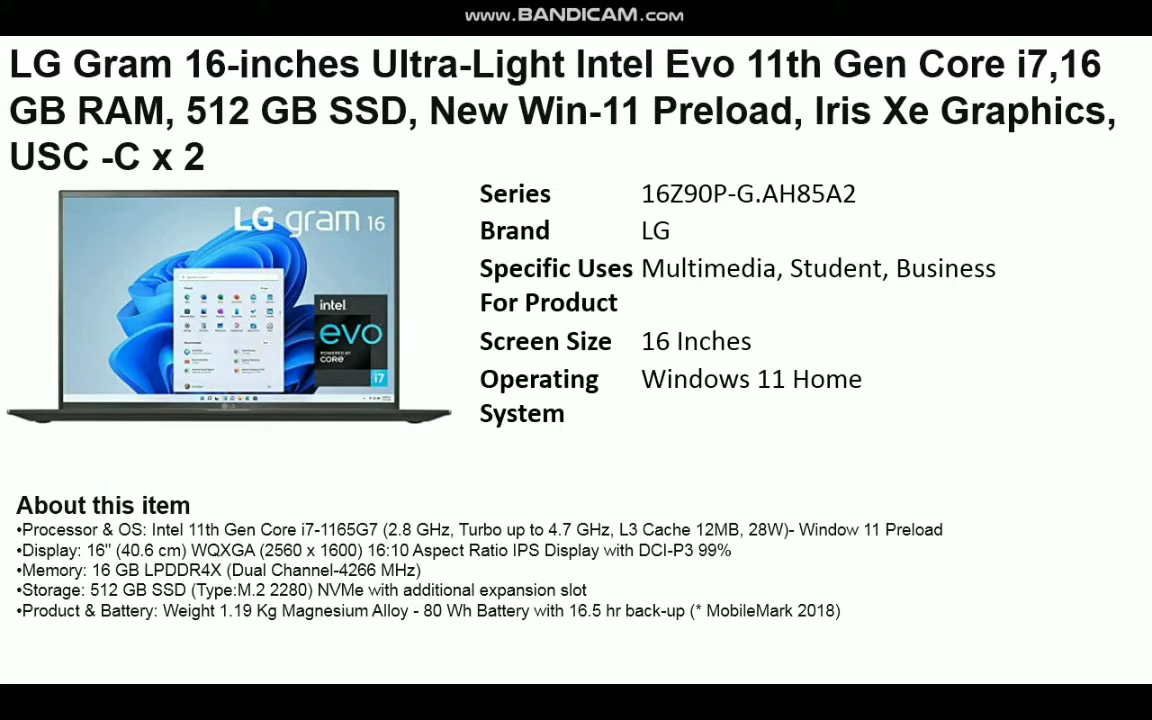 www.BANDICAM.com
LG Gram 16-inches Ultra-Light Intel Evo 11th Gen Core i7,16
GB RAM, 512 GB SSD, New Win-11 Preload, Iris Xe Graphics,
USC -C x 2
LG gram 16
intel
evo
POWERED BY
CORE
i7
Series 16Z90P-G.AH85A2
Brand LG
Specific Uses Multimedia, Student, Business
For Product
Screen Size 16 Inches
Operating Windows 11 Home
System
About this item
•Processor & OS: Intel 11th Gen Core i7-1165G7 (2.8 GHz, Turbo up to 4.7 GHz, L3 Cache 12MB, 28W)- Window 11 Preload
•Display: 16" (40.6 cm) WQXGA (2560 x 1600) 16:10 Aspect Ratio IPS Display with DCI-P3 99%
•Memory: 16 GB LPDDR4X (Dual Channel-4266 MHz)
•Storage: 512 GB SSD (Type:M.2 2280) NVMe with additional expansion slot
•Product & Battery: Weight 1.19 Kg Magnesium Alloy - 80 Wh Battery with 16.5 hr back-up (* MobileMark 2018)